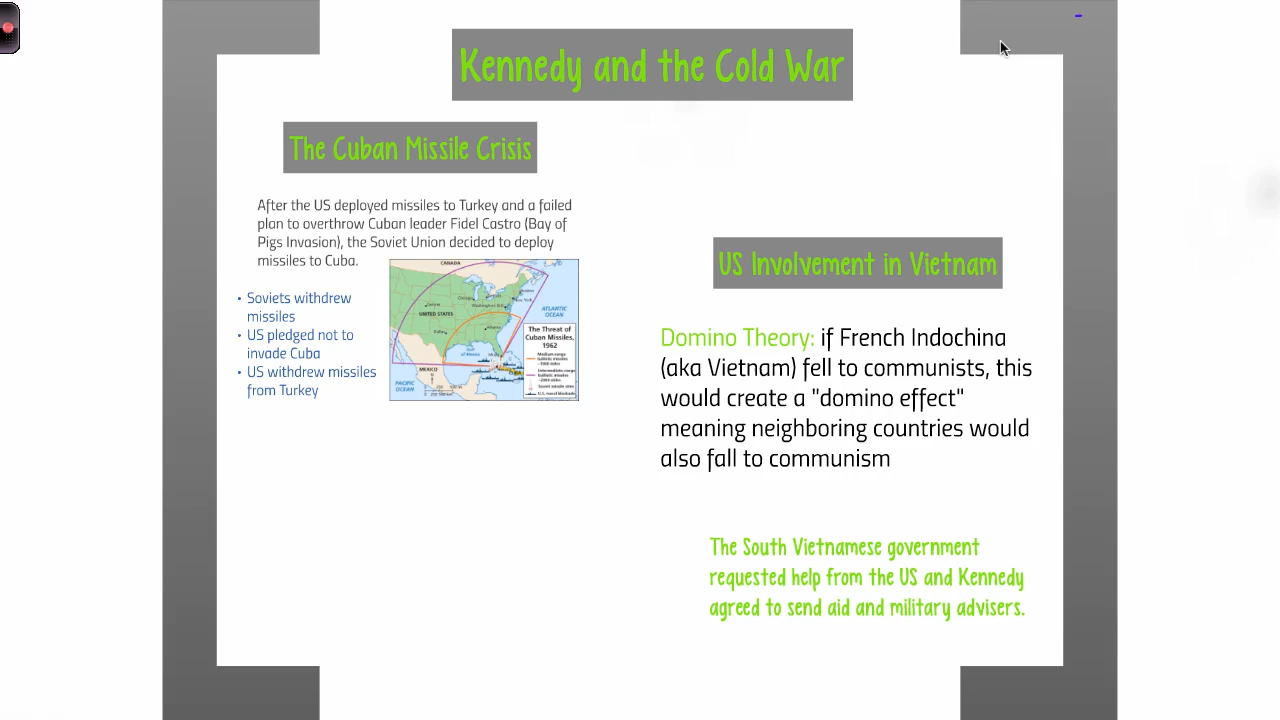 Kennedy and the Cold War
The Cuban Missile Crisis
After the US deployed missiles to Turkey and a failed
plan to overthrow Cuban leader Fidel Castro (Bay of
Pigs Invasion), the Soviet Union decided to deploy
missiles to Cuba.
• Soviets withdrew
missiles
• US pledged not to
invade Cuba
• US withdrew missiles
from Turkey
CANADA
UNITED STATES
ATLANTIC
OCEAN
MEXICO
PACIFIC
OCEAN
The Threat of
Cuban Missiles,
1962
US Involvement in Vietnam
Domino Theory: if French Indochina
(aka Vietnam) fell to communists, this
would create a "domino effect"
meaning neighboring countries would
also fall to communism
The South Vietnamese government
requested help from the US and Kennedy
agreed to send aid and military advisers.